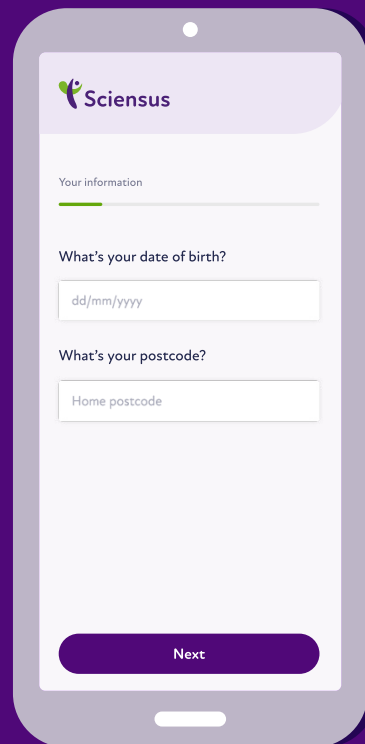 Sciensus
Your information
What's your date of birth?
dd/mm/yyyy
What's your postcode?
Home postcode
Next